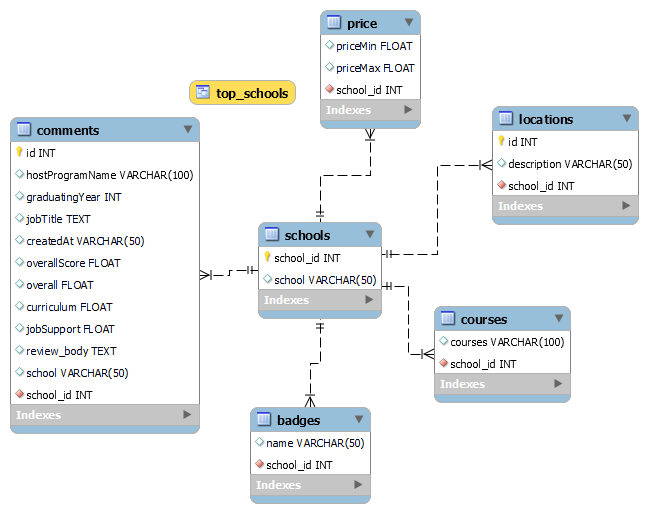 price
priceMin FLOAT
priceMax FLOAT
school_id INT
Indexes
top_schools
comments
id INT
hostProgramName VARCHAR(100)
graduatingYear INT
jobTitle TEXT
createdAt VARCHAR(50)
overallScore FLOAT
overall FLOAT
curriculum FLOAT
jobSupport FLOAT
review_body TEXT
school VARCHAR(50)
school_id INT
Indexes
locations
id INT
description VARCHAR(50)
school_id INT
Indexes
schools
school_id INT
school VARCHAR(50)
Indexes
courses
courses VARCHAR(100)
school_id INT
Indexes
badges
name VARCHAR(50)
school_id INT
Indexes